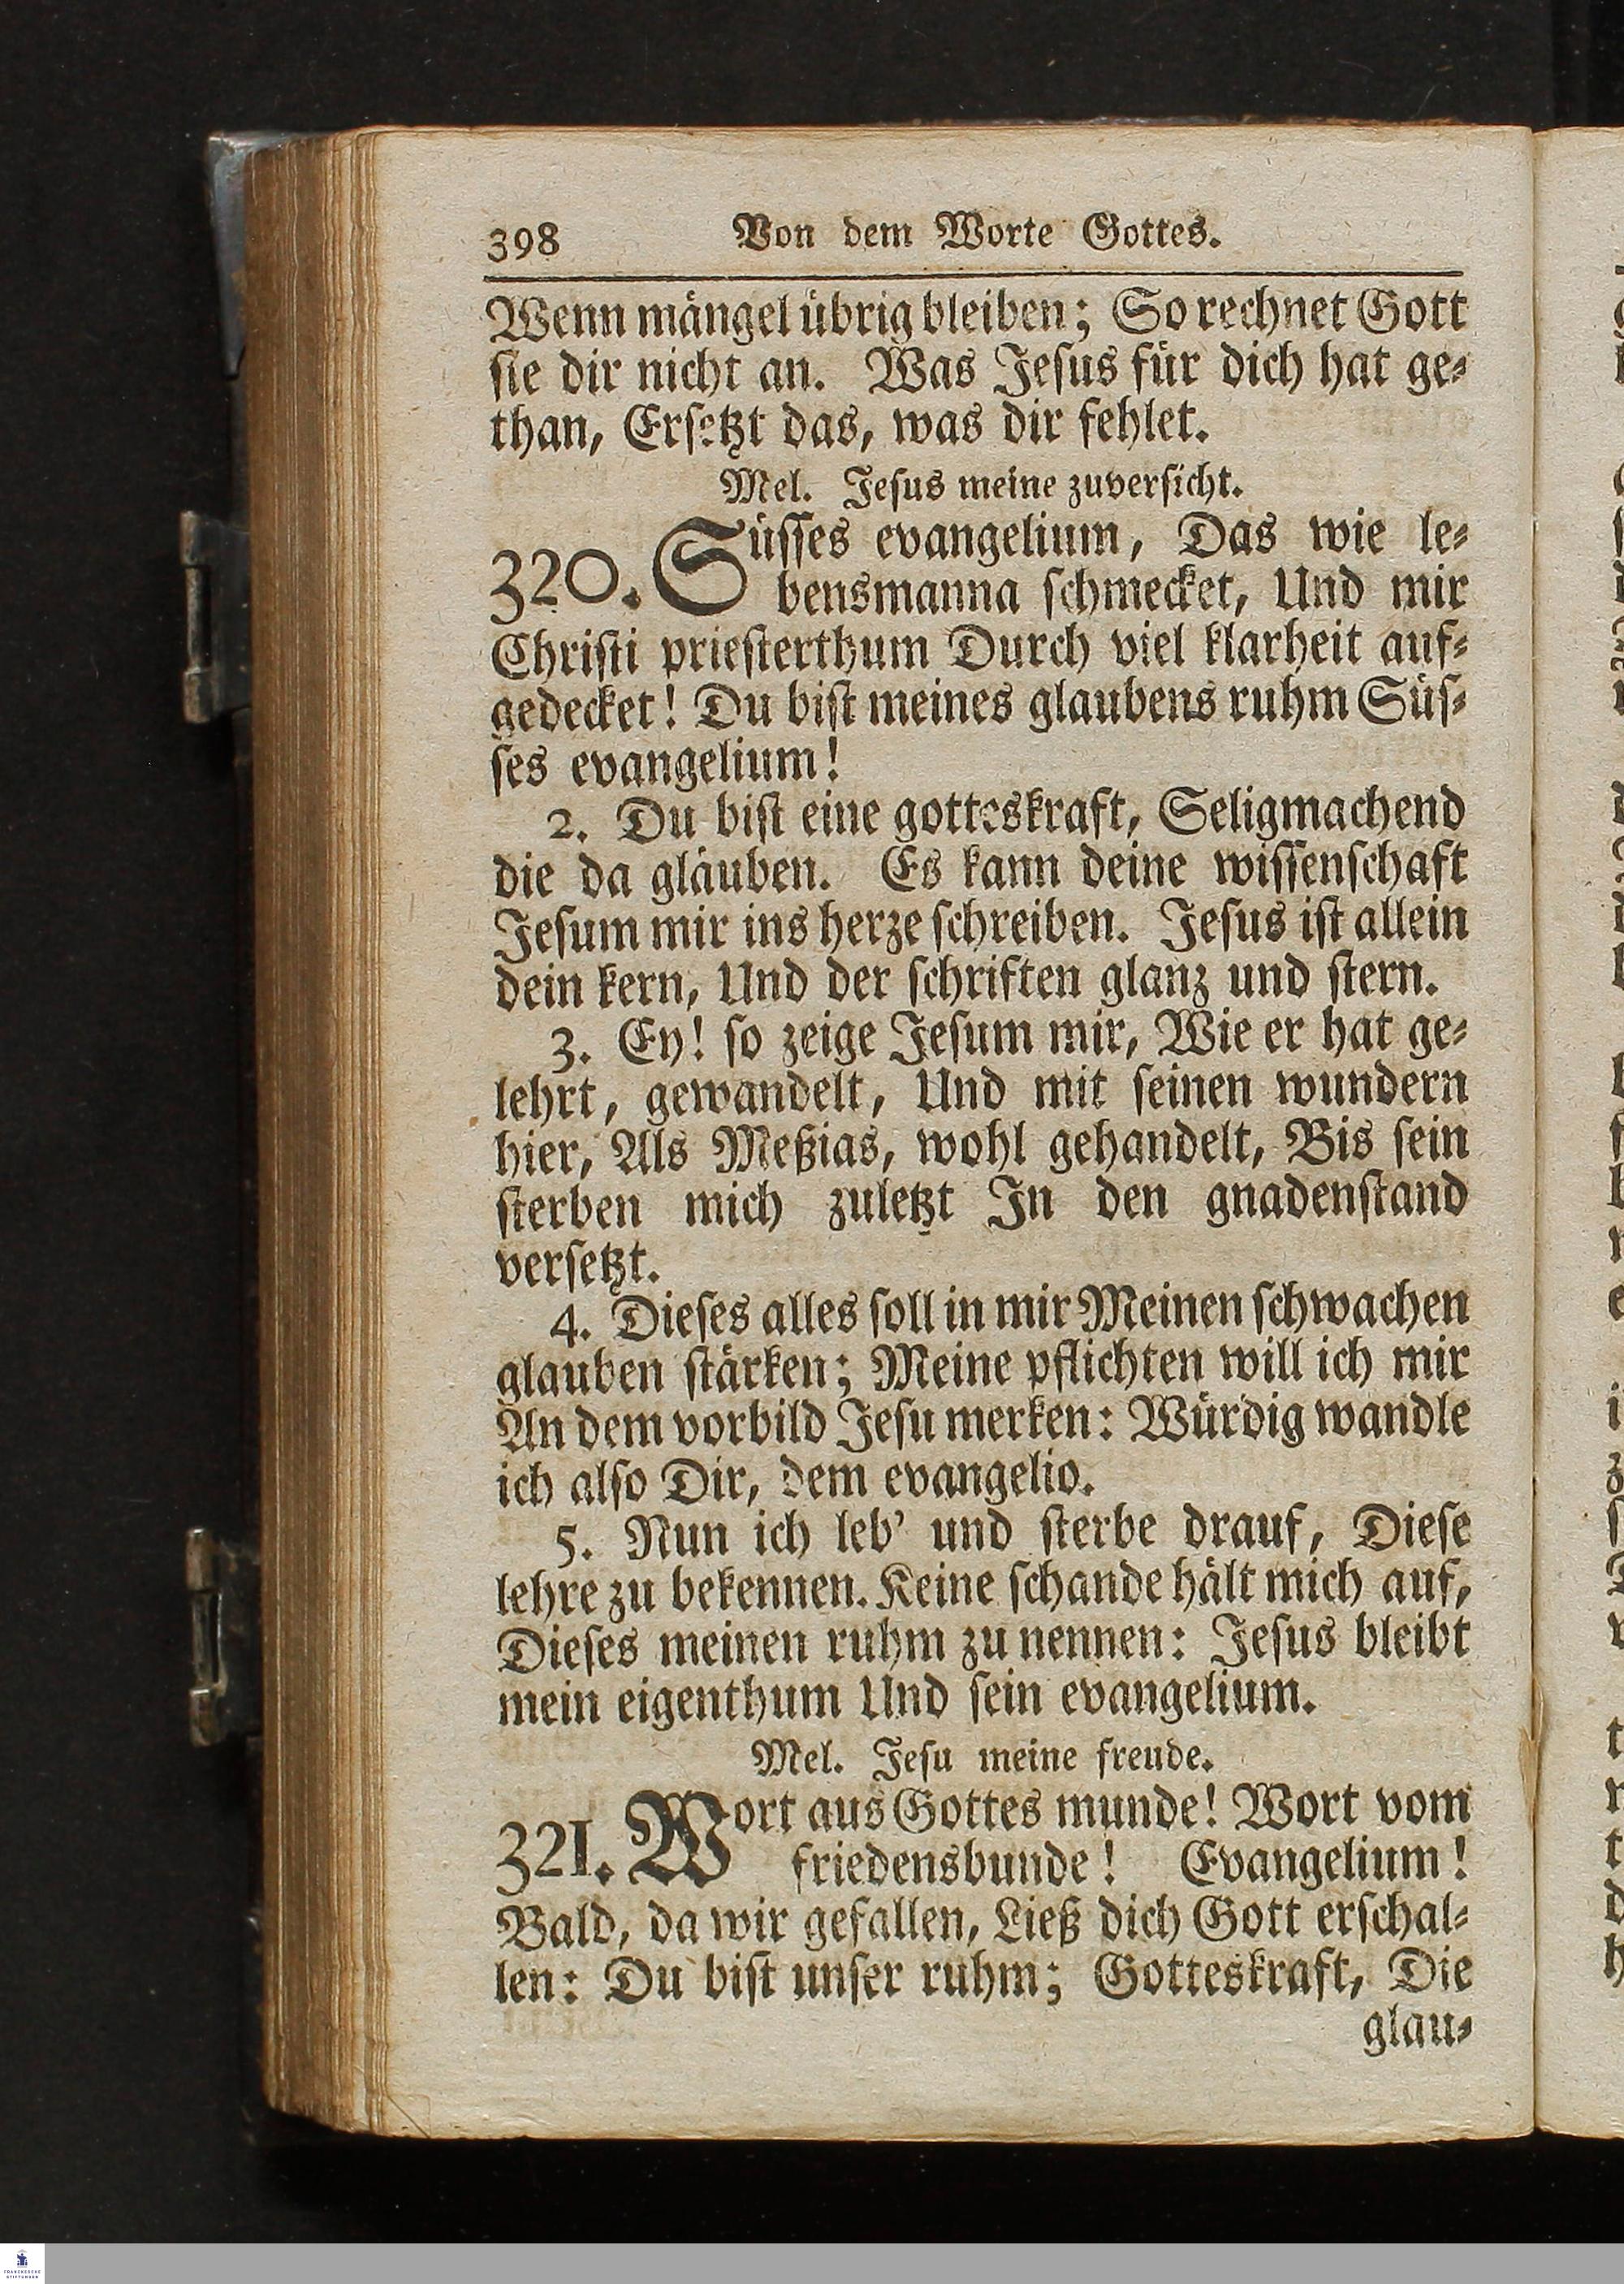 398 Von dem Worte Gottes.
Wenn mängel übrig bleiben; So rechnet Gott
sie dir nicht an. Was Jesus für dich hat ge⸗
than, Ersetzt das, was dir fehlet.
Mel. Jesus meine zuversicht.
320. Süsses evangelium, Das wie le⸗
bensmanna schmecket, Und mir
Christi priesterthum Durch viel klarheit auf⸗
gedecket! Du bist meines glaubens ruhm Süs⸗
ses evangelium!
2. Du bist eine gotteskraft, Seligmachend
die da gläuben. Es kann deine wissenschaft
Jesum mir ins herze schreiben. Jesus ist allein
dein kern, Und der schriften glanz und stern.
3. Ey! so zeige Jesum mir, Wie er hat ge⸗
lehrt, gewandelt, Und mit seinen wundern
hier, Als Meßias, wohl gehandelt, Bis sein
sterben mich zuletzt In den gnadenstand
versetzt.
4. Dieses alles soll in mir Meinen schwachen
glauben stärken; Meine pflichten will ich mir
An dem vorbild Jesu merken: Würdig wandle
ich also Dir, dem evangelio.
5. Nun ich leb' und sterbe drauf, Diese
lehre zu bekennen. Keine schande hält mich auf,
Dieses meinen ruhm zu nennen: Jesus bleibt
mein eigenthum Und sein evangelium.
Mel. Jesu meine freude.
321. Wort aus Gottes munde! Wort vom
friedensbunde! Evangelium!
Bald, da wir gefallen, Ließ dich Gott erschal⸗
len: Du bist unser ruhm; Gotteskraft, Die
glau⸗
FRANCKESCHE
STIFTUNGEN